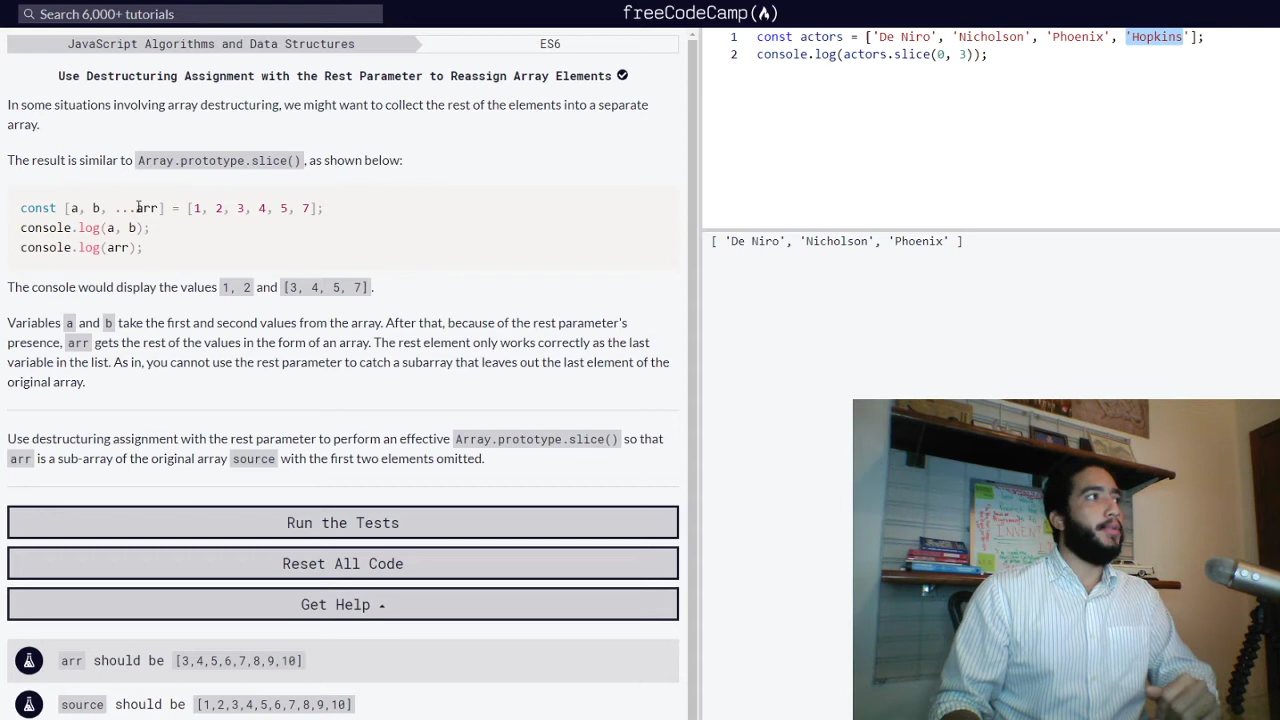 Search 6,000+ tutorials
freeCodeCamp
JavaScript Algorithms and Data Structures
ES6
Use Destructuring Assignment with the Rest Parameter to Reassign Array Elements
In some situations involving array destructuring, we might want to collect the rest of the elements into a separate
array.
The result is similar to Array.prototype.slice(), as shown below:
const [a, b, ...arr] = [1, 2, 3, 4, 5, 7];
console.log(a, b);
console.log(arr);
The console would display the values 1, 2 and [3, 4, 5, 7].
Variables a and b take the first and second values from the array. After that, because of the rest parameter's
presence, arr gets the rest of the values in the form of an array. The rest element only works correctly as the last
variable in the list. As in, you cannot use the rest parameter to catch a subarray that leaves out the last element of the
original array.
Use destructuring assignment with the rest parameter to perform an effective Array.prototype.slice() so that
arr is a sub-array of the original array source with the first two elements omitted.
Run the Tests
Reset All Code
Get Help
arr should be [3,4,5,6,7,8,9,10]
source should be [1,2,3,4,5,6,7,8,9,10]
1 const actors = ['De Niro', 'Nicholson', 'Phoenix', 'Hopkins'];
2 console.log(actors.slice(0, 3));
[ 'De Niro', 'Nicholson', 'Phoenix' ]
INVENT